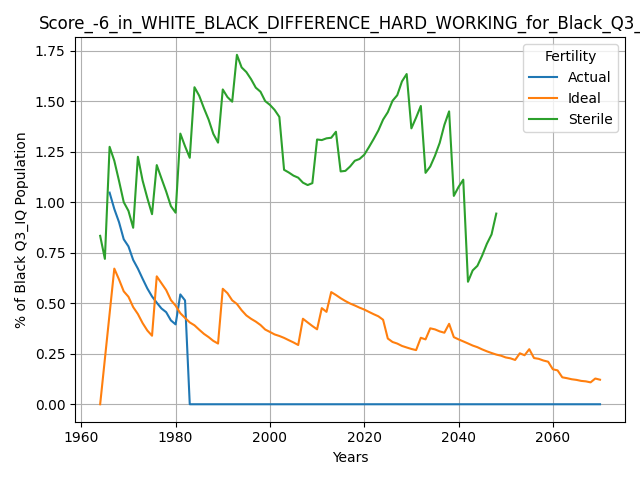 Score_-6_in_WHITE_BLACK_DIFFERENCE_HARD_WORKING_for_Black_Q3_
Fertility
Actual
Ideal
Sterile
% of Black Q3_IQ Population
1.75
1.50
1.25
1.00
0.75
0.50
0.25
0.00
1960 1980 2000 2020 2040 2060
Years